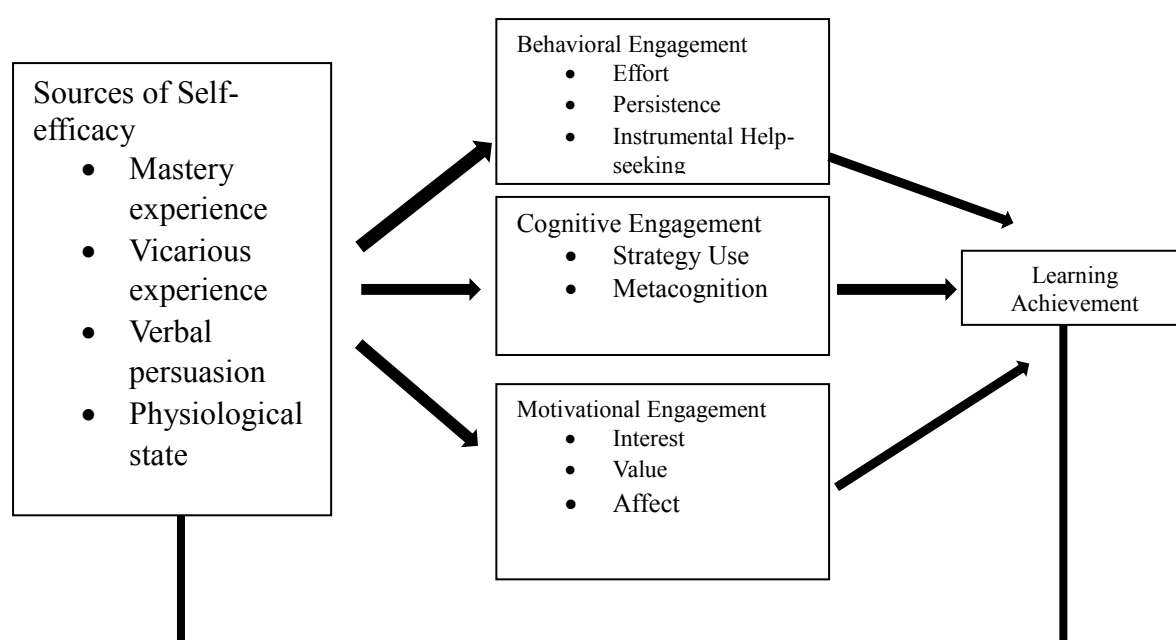 Sources of Self-
efficacy
• Mastery
experience
• Vicarious
experience
• Verbal
persuasion
• Physiological
state
Behavioral Engagement
• Effort
• Persistence
• Instrumental Help-
seeking
Cognitive Engagement
• Strategy Use
• Metacognition
Motivational Engagement
• Interest
• Value
• Affect
Learning
Achievement